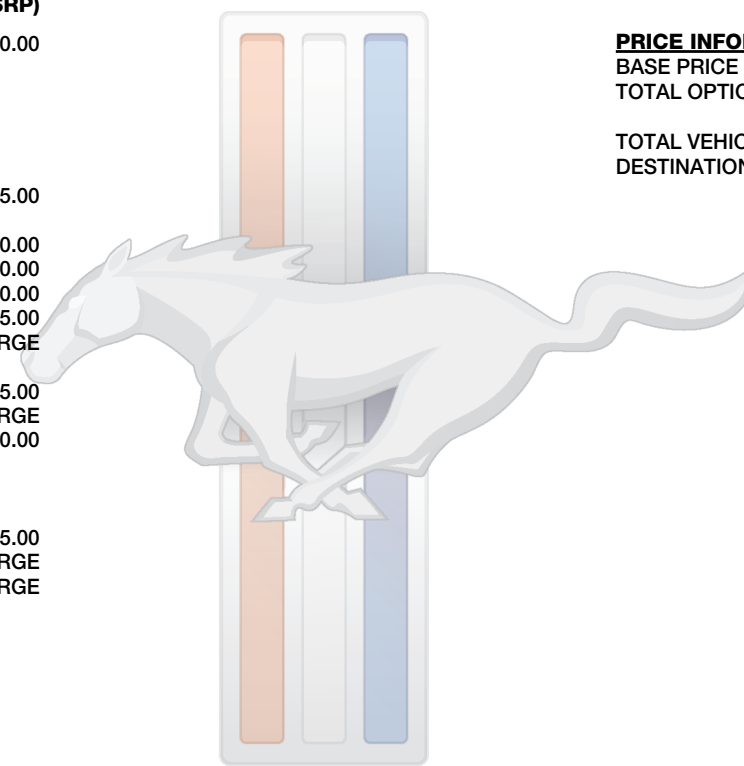 SRP)
0.00
5.00
0.00
0.00
0.00
5.00
RGE
5.00
RGE
0.00
5.00
RGE
RGE
PRICE INFO
BASE PRICE
TOTAL OPTIO
TOTAL VEHIC
DESTINATION